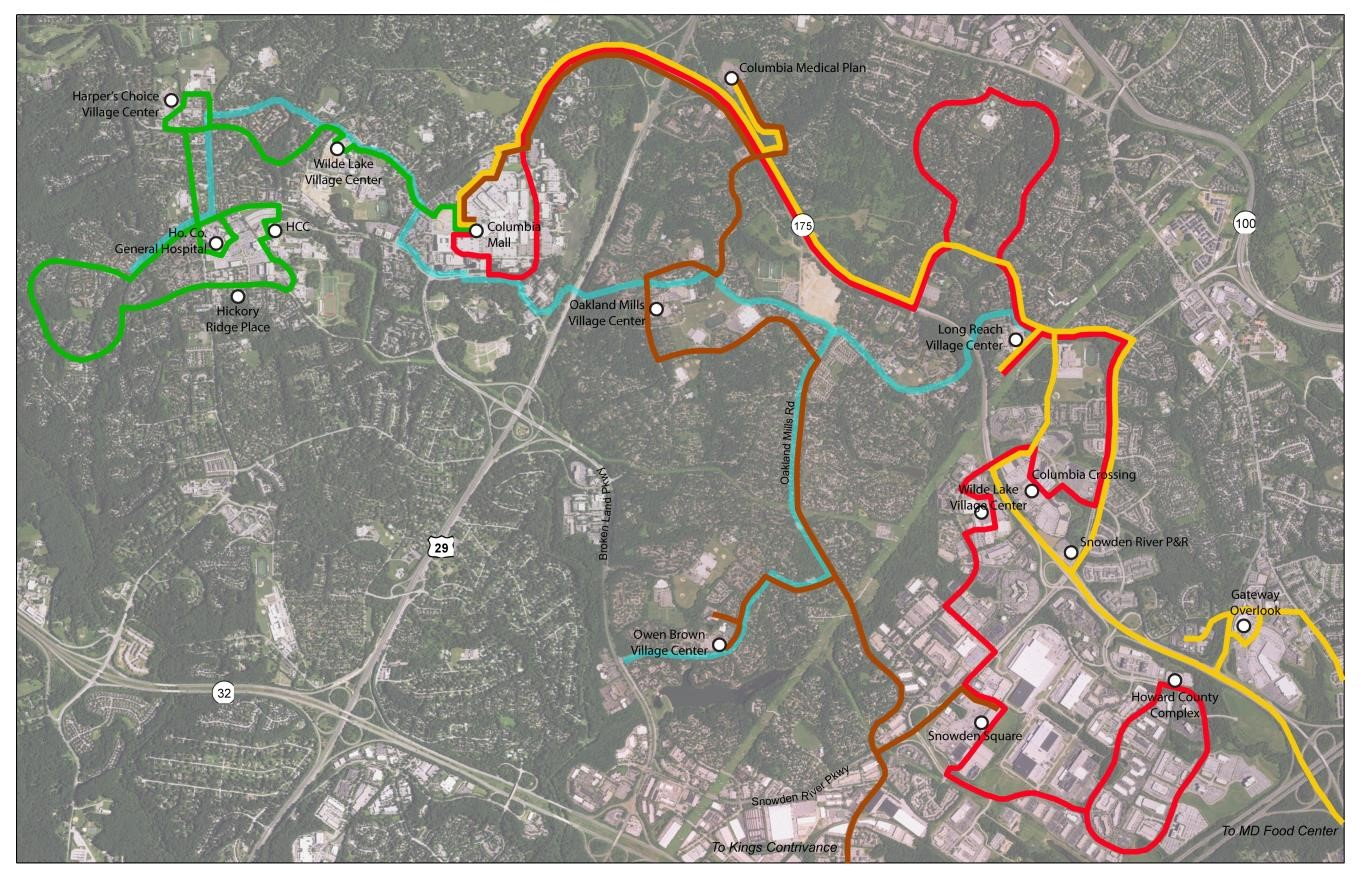 Columbia Medical Plan
Harper's Choice
Village Center
Wilde Lake
Village Center
175
100
Columbia
Mall
HCC
Ho. Co.
General Hospital
Hickory
Ridge Place
Oakland Mills
Village Center
Long Reach
Village Center
Oakland Mills Rd
Columbia Crossing
Wilde Lake
Village Center
Broken Land Pkwy
29
Snowden River P&R
Gateway
Overlook
Owen Brown
Village Center
32
Howard County
Complex
Snowden Square
Snowden River Pkwy
To MD Food Center
To Kings Contrivance